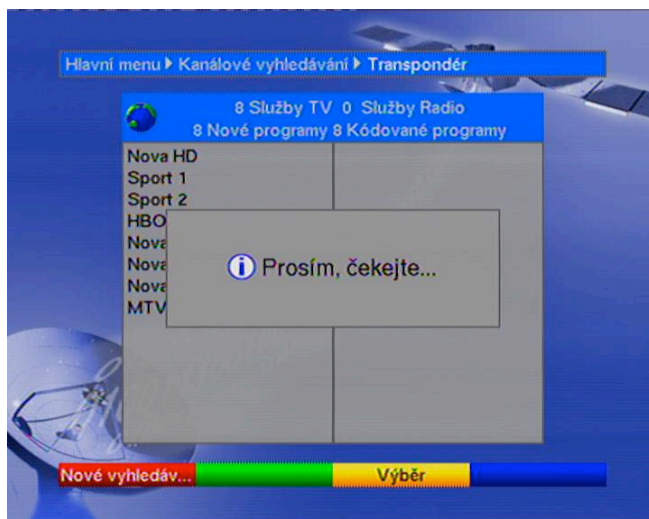 Hlavní menu ▶ Kanálové vyhledávání ▶ Transpondér
8 Služby TV 0 Služby Radio
8 Nové programy 8 Kódované programy
Nova HD
Sport 1
Sport 2
HBO
Nova
Nova
Nova
MTV
Prosím, čekejte...
Nové vyhledáv... Výběr